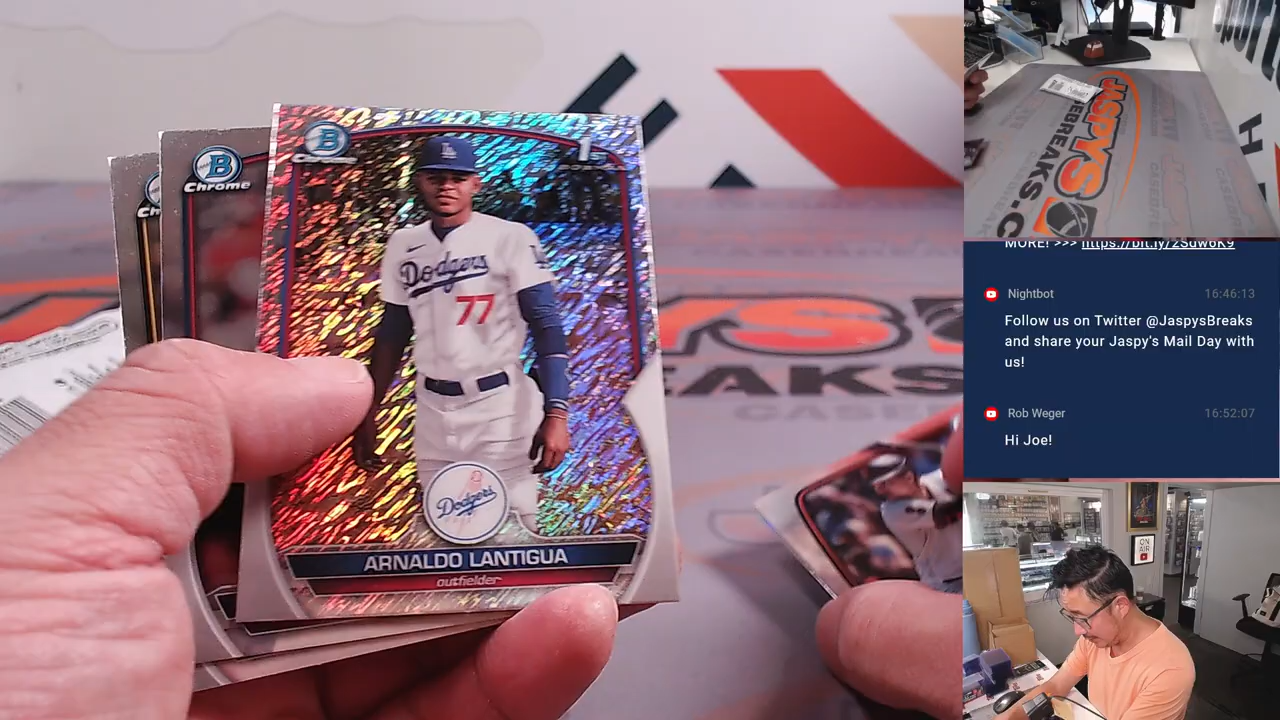 B
Chrome
B
Chrome
Ch
1st
Dodgers
77
Dodgers
ARNALDO LANTIGUA
outfielder
JASPYS
CASEBREAKS.C
MORE! >>> https://bit.ly/2Sdw6K9
Nightbot
16:46:13
Follow us on Twitter @JaspysBreaks
and share your Jaspy's Mail Day with
us!
Rob Weger
16:52:07
Hi Joe!
ON
AIR